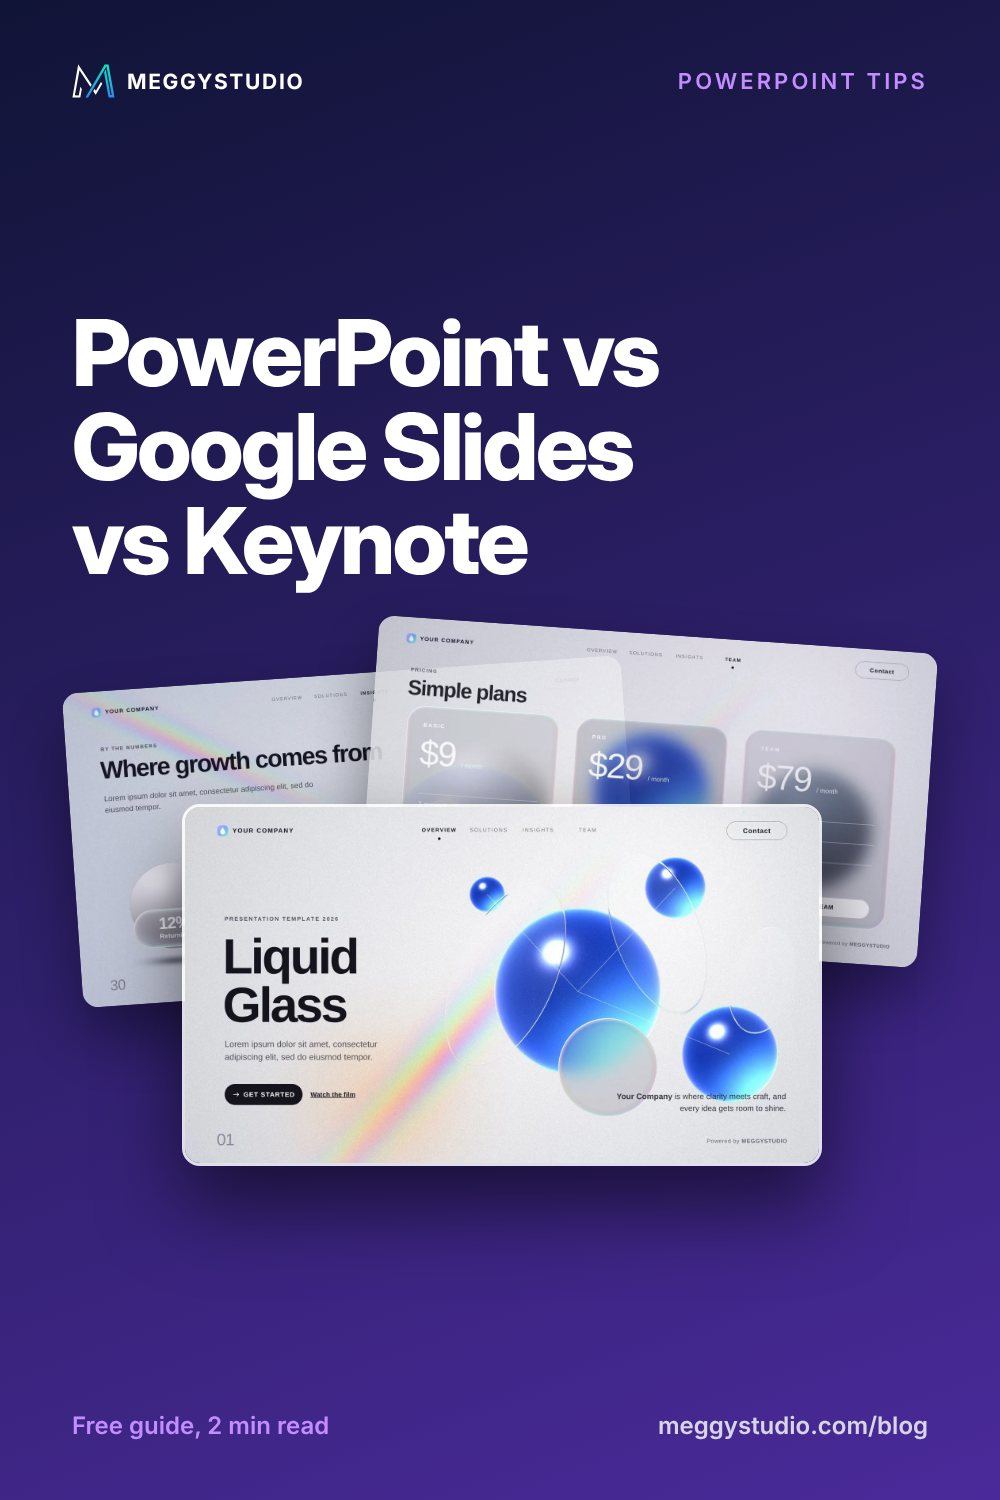 MEGGYSTUDIO
POWERPOINT TIPS
PowerPoint vs
Google Slides
vs Keynote
YOUR COMPANY
OVERVIEW SOLUTIONS INSIGHTS TEAM
Contact
PRICING
Simple plans
BASIC
$9 / month
PRO
$29 / month
TEAM
$79 / month
Powered by MEGGYSTUDIO
YOUR COMPANY
OVERVIEW SOLUTIONS
BY THE NUMBERS
Where growth comes from
Lorem ipsum dolor sit amet, consectetur adipiscing elit, sed do
eiusmod tempor.
12%
30
YOUR COMPANY
OVERVIEW SOLUTIONS INSIGHTS TEAM
Contact
PRESENTATION TEMPLATE 2026
Liquid
Glass
Lorem ipsum dolor sit amet, consectetur
adipiscing elit, sed do eiusmod tempor.
→ GET STARTED Watch the film
Your Company is where clarity meets craft, and
every idea gets room to shine.
01
Powered by MEGGYSTUDIO
Free guide, 2 min read
meggystudio.com/blog